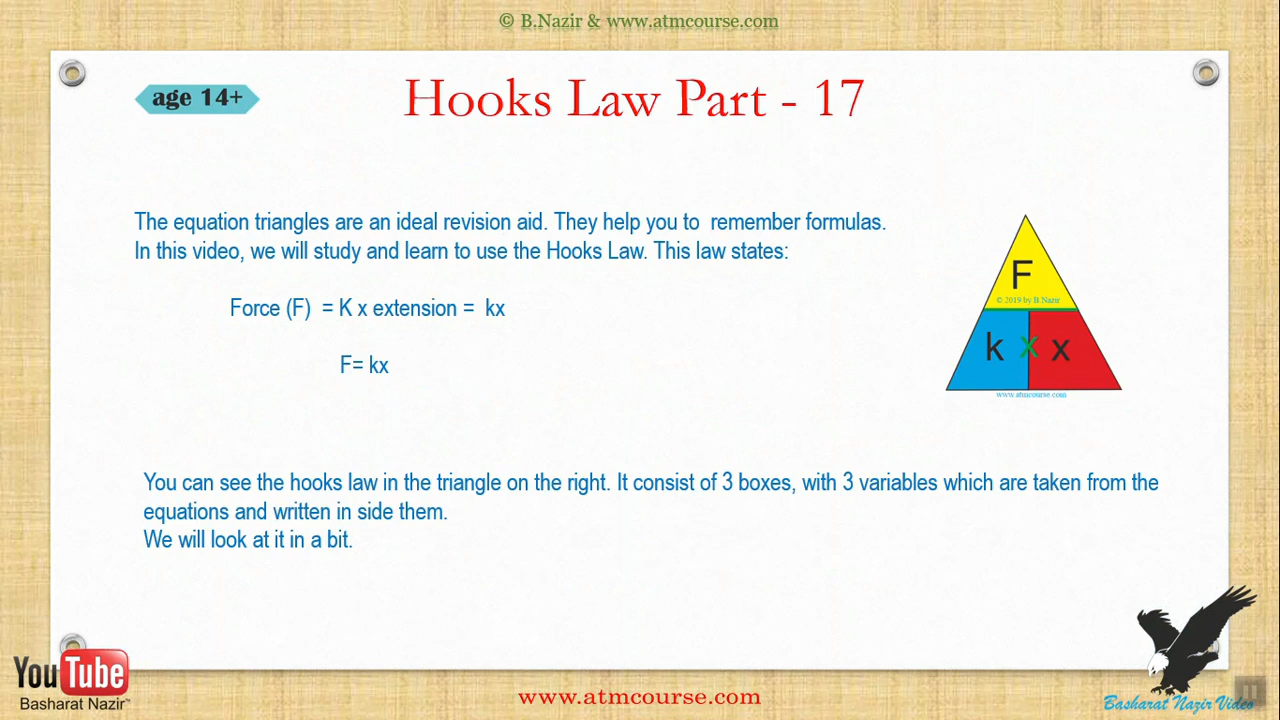 © B.Nazir & www.atmcourse.com
age 14+
Hooks Law Part - 17
The equation triangles are an ideal revision aid. They help you to  remember formulas.
In this video, we will study and learn to use the Hooks Law. This law states:
Force (F)  = K x extension =  kx
F= kx
F
© 2019 by B.Nazir
k x x
www.atmcourse.com
You can see the hooks law in the triangle on the right. It consist of 3 boxes, with 3 variables which are taken from the
equations and written in side them.
We will look at it in a bit.
YouTube
Basharat Nazir™
www.atmcourse.com
Basharat Nazir Video